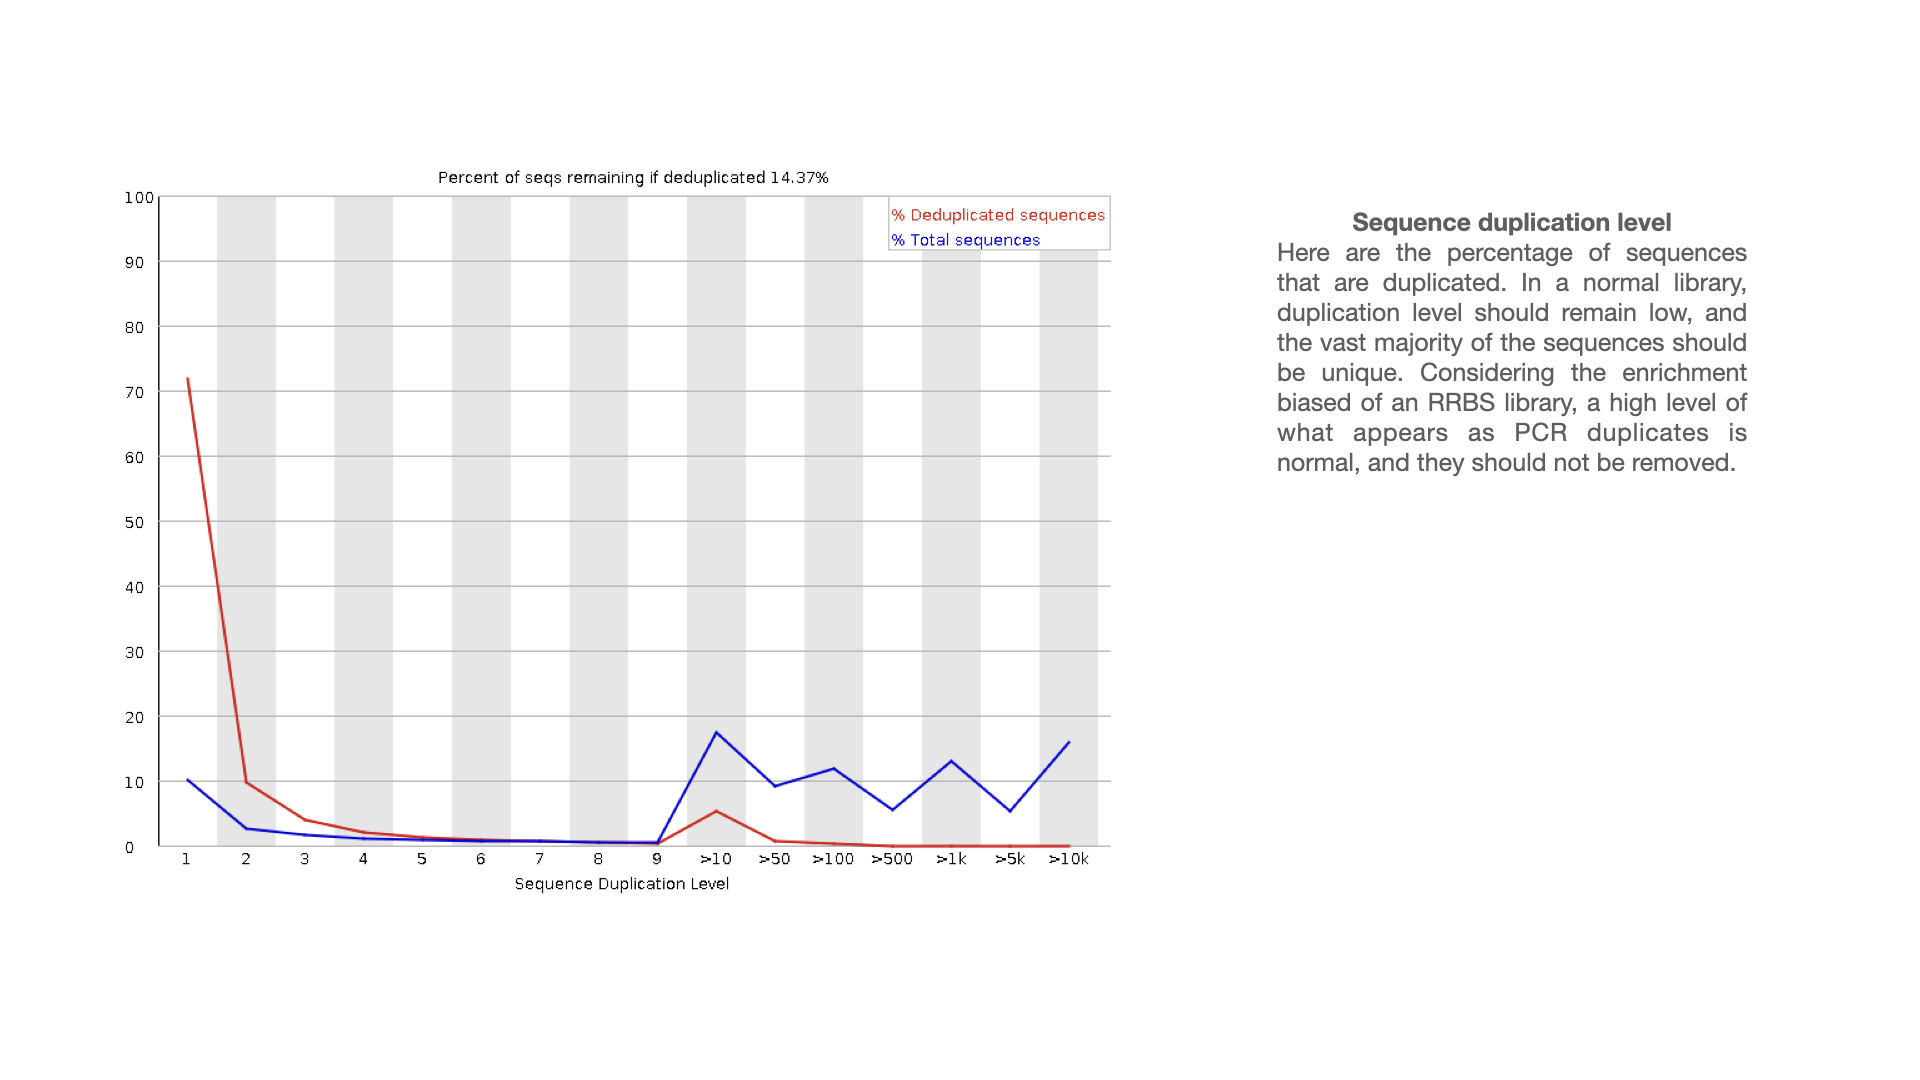 Percent of seqs remaining if deduplicated 14.37%
% Deduplicated sequences
% Total sequences
100
90
80
70
60
50
40
30
20
10
0
1 2 3 4 5 6 7 8 9 >10 >50 >100 >500 >1k >5k >10k
Sequence Duplication Level
Sequence duplication level
Here are the percentage of sequences
that are duplicated. In a normal library,
duplication level should remain low, and
the vast majority of the sequences should
be unique. Considering the enrichment
biased of an RRBS library, a high level of
what appears as PCR duplicates is
normal, and they should not be removed.